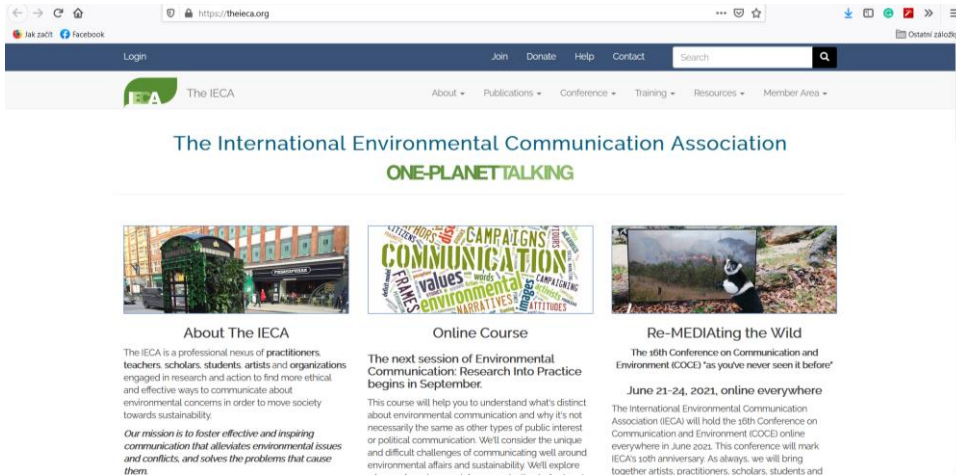 https://theieca.org
Jak začít Facebook
Ostatní záložky
Login Join Donate Help Contact Search
IECA The IECA About Publications Conference Training Resources Member Area
The International Environmental Communication Association
ONE-PLANETTALKING
CAMPAIGNS
COMMUNICATION
values words CAMPAIGNING
FRAMES environmental images activists
NARRATIVES ATTITUDES
About The IECA
The IECA is a professional nexus of practitioners,
teachers, scholars, students, artists and organizations
engaged in research and action to find more ethical
and effective ways to communicate about
environmental concerns in order to move society
towards sustainability.
Our mission is to foster effective and inspiring
communication that alleviates environmental issues
and conflicts, and solves the problems that cause
them.
Online Course
The next session of Environmental
Communication: Research Into Practice
begins in September.
This course will help you to understand what's distinct
about environmental communication and why it's not
necessarily the same as other types of public interest
or political communication. We'll consider the unique
and difficult challenges of communicating well around
environmental affairs and sustainability. We'll explore
Re-MEDIAting the Wild
The 16th Conference on Communication and
Environment (COCE) "as you've never seen it before"
June 21-24, 2021, online everywhere
The International Environmental Communication
Association (IECA) will hold the 16th Conference on
Communication and Environment (COCE) online
everywhere in June 2021. This conference will mark
IECA's 10th anniversary. As always, we will bring
together artists, practitioners, scholars, students and